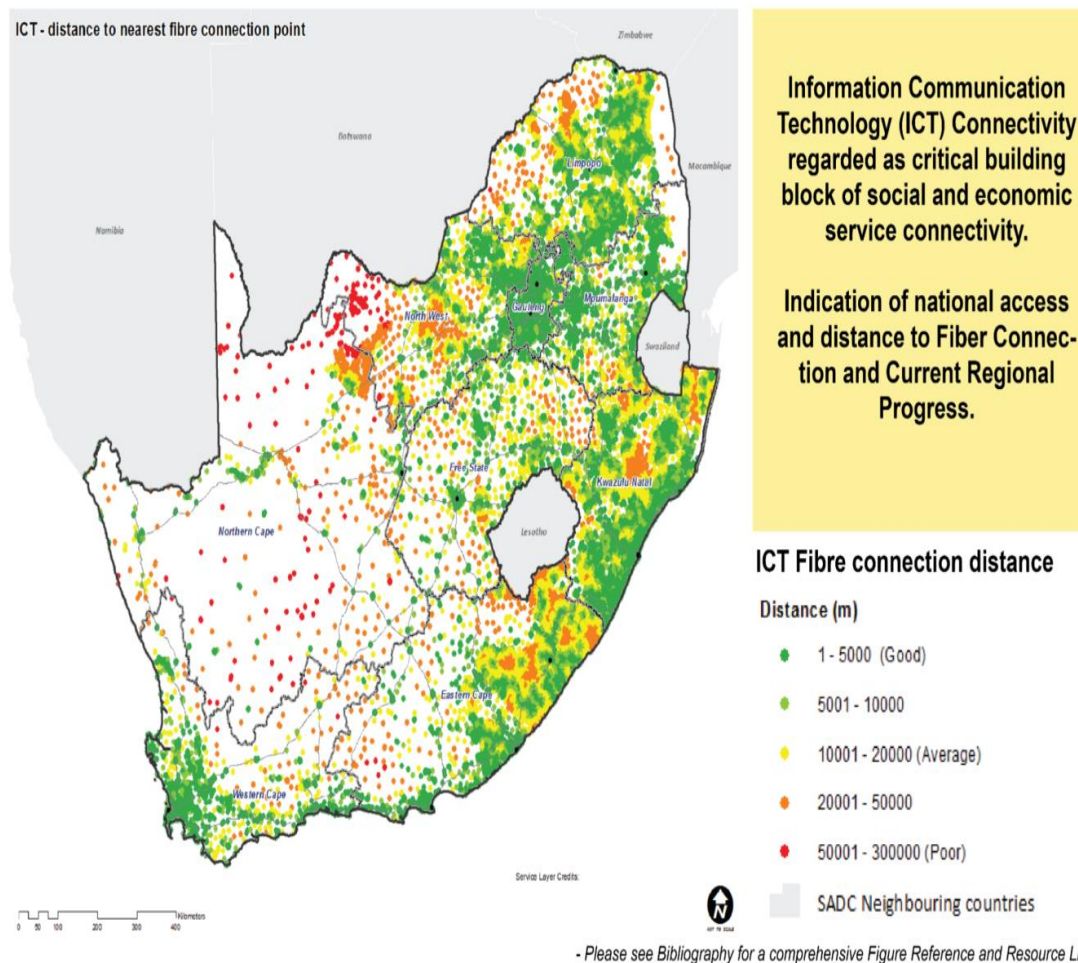 ICT - distance to nearest fibre connection point
Zimbabwe
Botswana
Limpopo
Mocambique
Namibia
North West
Gauteng
Mpumalanga
Swaziland
Free State
Kwazulu-Natal
Northern Cape
Lesotho
Eastern Cape
Western Cape
Service Layer Credits:
Kilometers
0 50 100 200 300 400
N
NOT TO SCALE
Information Communication
Technology (ICT) Connectivity
regarded as critical building
block of social and economic
service connectivity.
Indication of national access
and distance to Fiber Connec-
tion and Current Regional
Progress.
ICT Fibre connection distance
Distance (m)
1 - 5000 (Good)
5001 - 10000
10001 - 20000 (Average)
20001 - 50000
50001 - 300000 (Poor)
SADC Neighbouring countries
- Please see Bibliography for a comprehensive Figure Reference and Resource